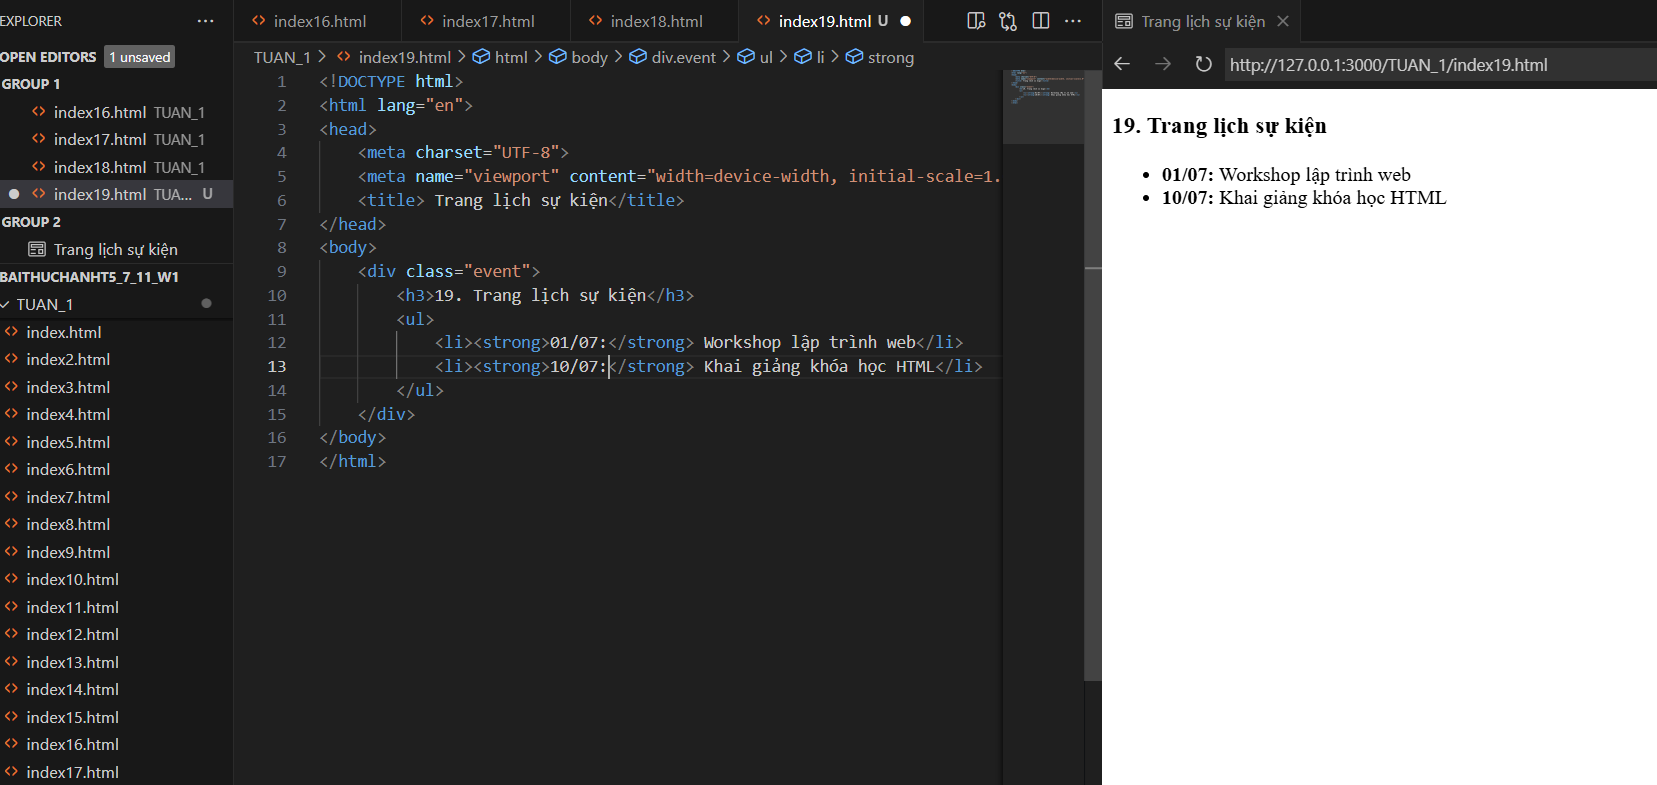 EXPLORER
OPEN EDITORS 1 unsaved
GROUP 1
index16.html TUAN_1
index17.html TUAN_1
index18.html TUAN_1
index19.html TUA... U
GROUP 2
Trang lịch sự kiện
BAITHUCHANHT5_7_11_W1
TUAN_1
index.html
index2.html
index3.html
index4.html
index5.html
index6.html
index7.html
index8.html
index9.html
index10.html
index11.html
index12.html
index13.html
index14.html
index15.html
index16.html
index17.html
index16.html index17.html index18.html index19.html U
TUAN_1 > index19.html > html > body > div.event > ul > li > strong
1 <!DOCTYPE html>
2 <html lang="en">
3 <head>
4 <meta charset="UTF-8">
5 <meta name="viewport" content="width=device-width, initial-scale=1.
6 <title> Trang lịch sự kiện</title>
7 </head>
8 <body>
9 <div class="event">
10 <h3>19. Trang lịch sự kiện</h3>
11 <ul>
12 <li><strong>01/07:</strong> Workshop lập trình web</li>
13 <li><strong>10/07:</strong> Khai giảng khóa học HTML</li>
14 </ul>
15 </div>
16 </body>
17 </html>
Trang lịch sự kiện
http://127.0.0.1:3000/TUAN_1/index19.html
19. Trang lịch sự kiện
• 01/07: Workshop lập trình web
• 10/07: Khai giảng khóa học HTML